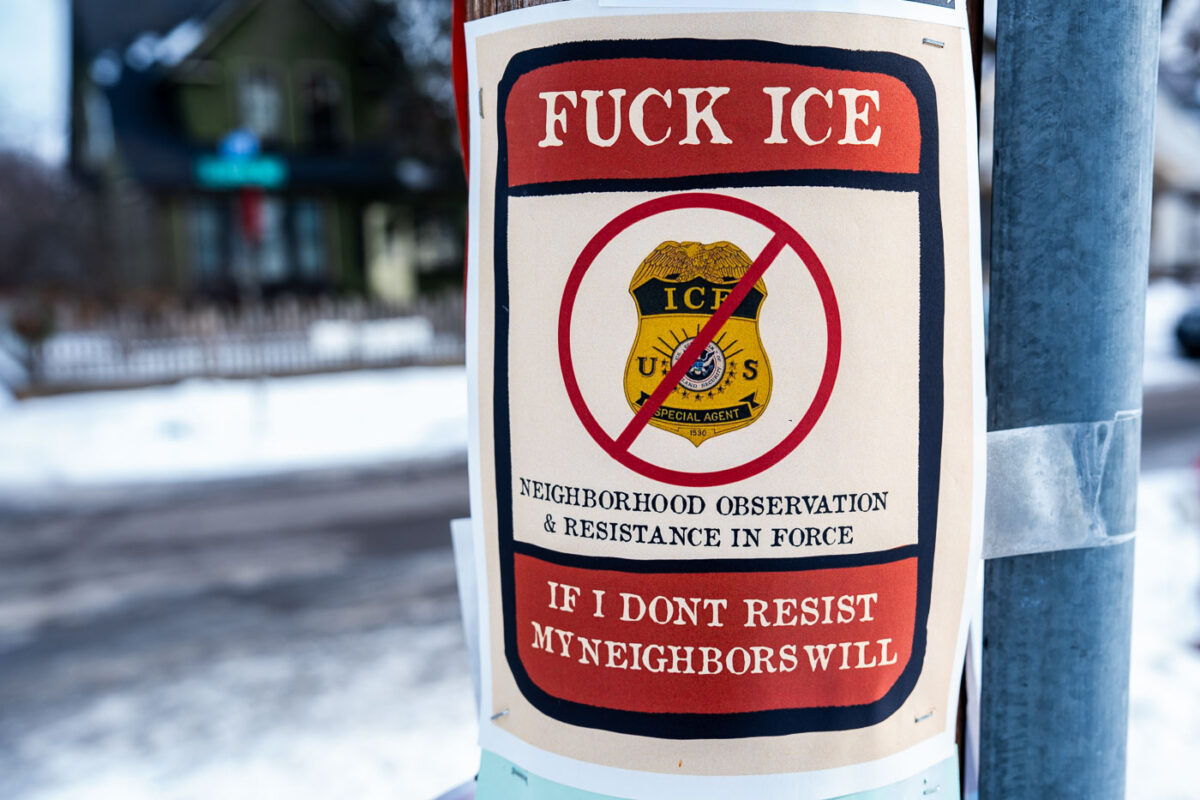 FUCK ICE
ICE
U S
SPECIAL AGENT
1530
NEIGHBORHOOD OBSERVATION
& RESISTANCE IN FORCE
IF I DONT RESIST
MY NEIGHBORS WILL